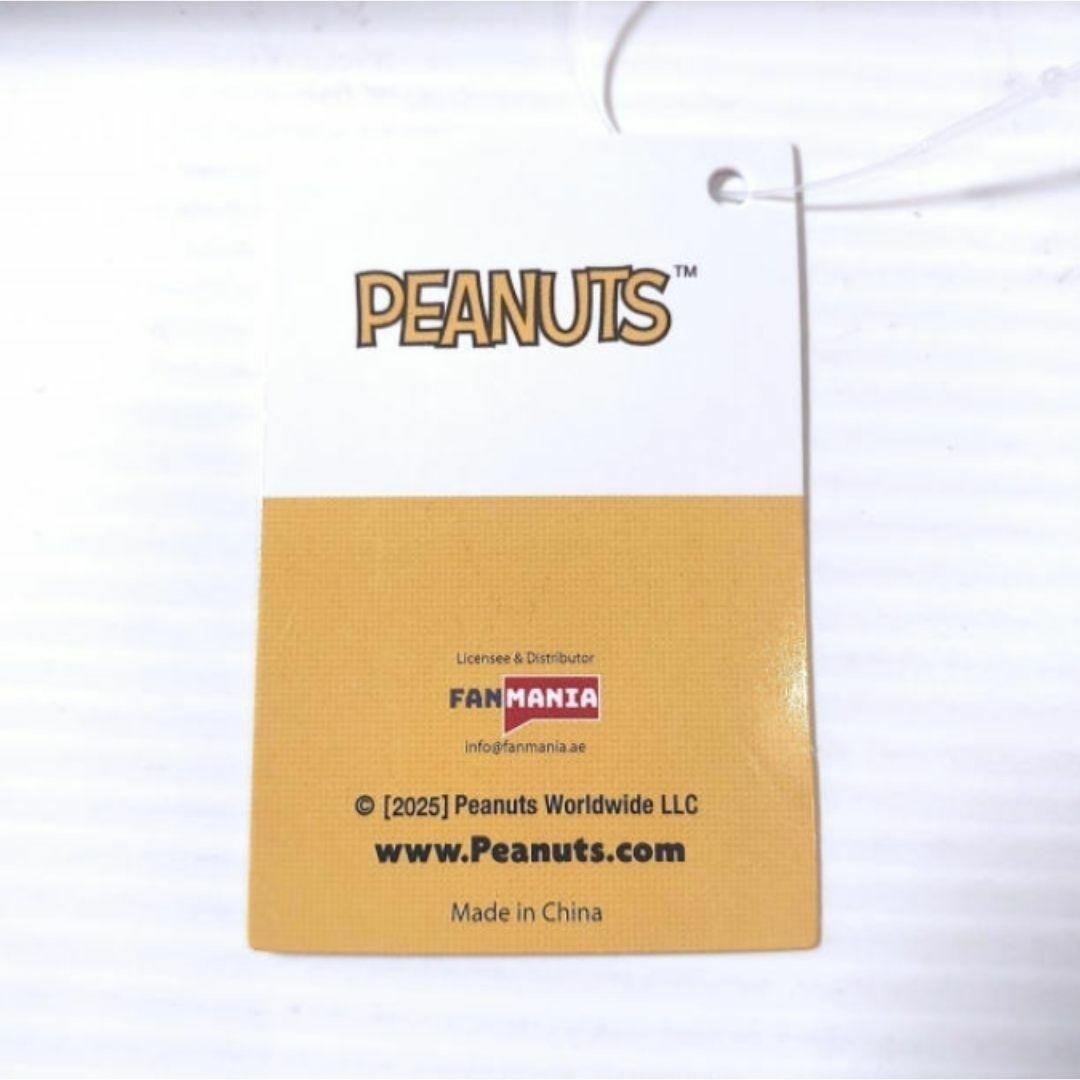 PEANUTS™
Licensee & Distributor
FANMANIA
info@fanmania.ae
© [2025] Peanuts Worldwide LLC
www.Peanuts.com
Made in China